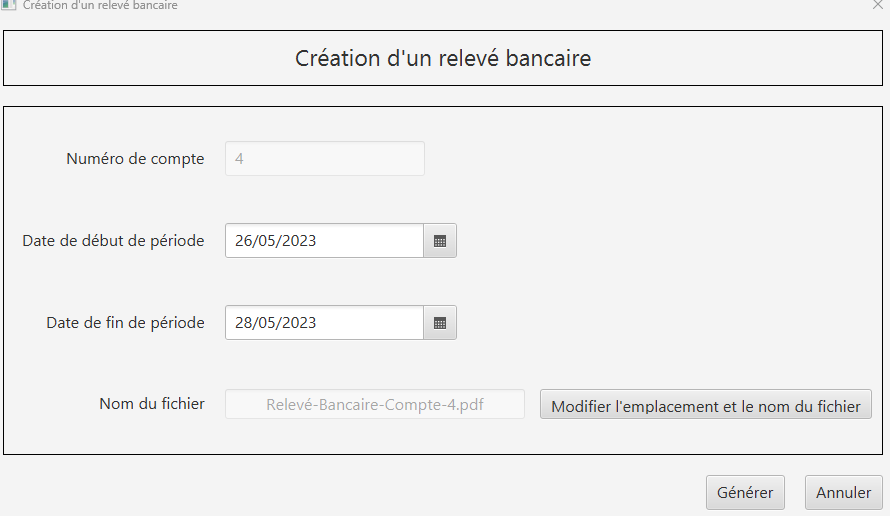 Création d'un relevé bancaire
Création d'un relevé bancaire
Numéro de compte 4
Date de début de période 26/05/2023
Date de fin de période 28/05/2023
Nom du fichier Relevé-Bancaire-Compte-4.pdf Modifier l'emplacement et le nom du fichier
Générer Annuler